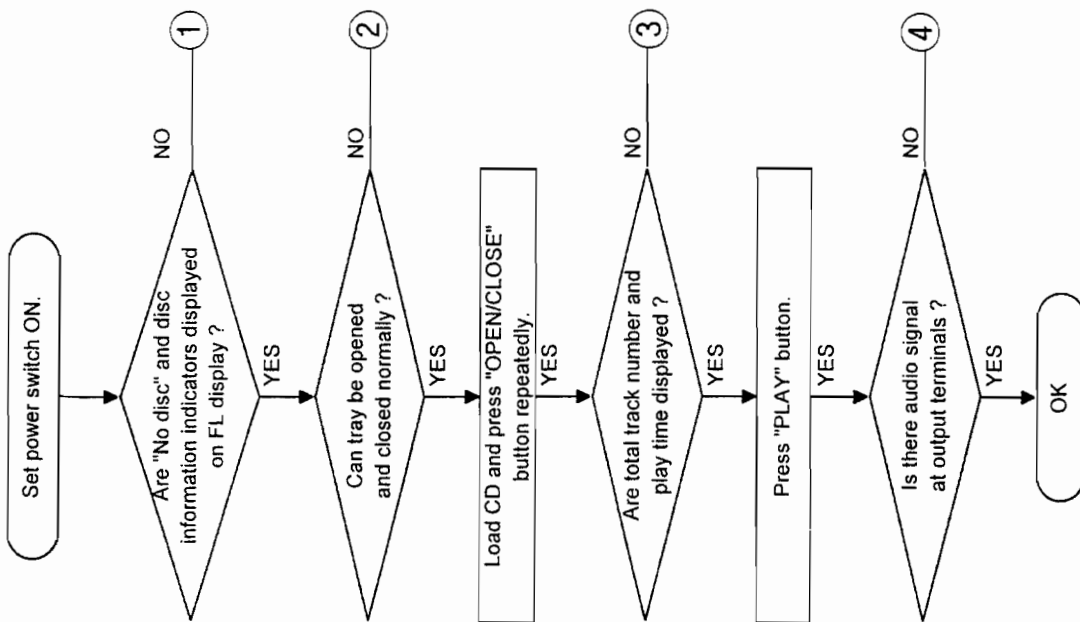 Set power switch ON.
Are "No disc" and disc
information indicators displayed
on FL display ?
NO
1
YES
Can tray be opened
and closed normally ?
NO
2
YES
Load CD and press "OPEN/CLOSE"
button repeatedly.
YES
Are total track number and
play time displayed ?
NO
3
YES
Press "PLAY" button.
YES
Is there audio signal
at output terminals ?
NO
4
YES
OK